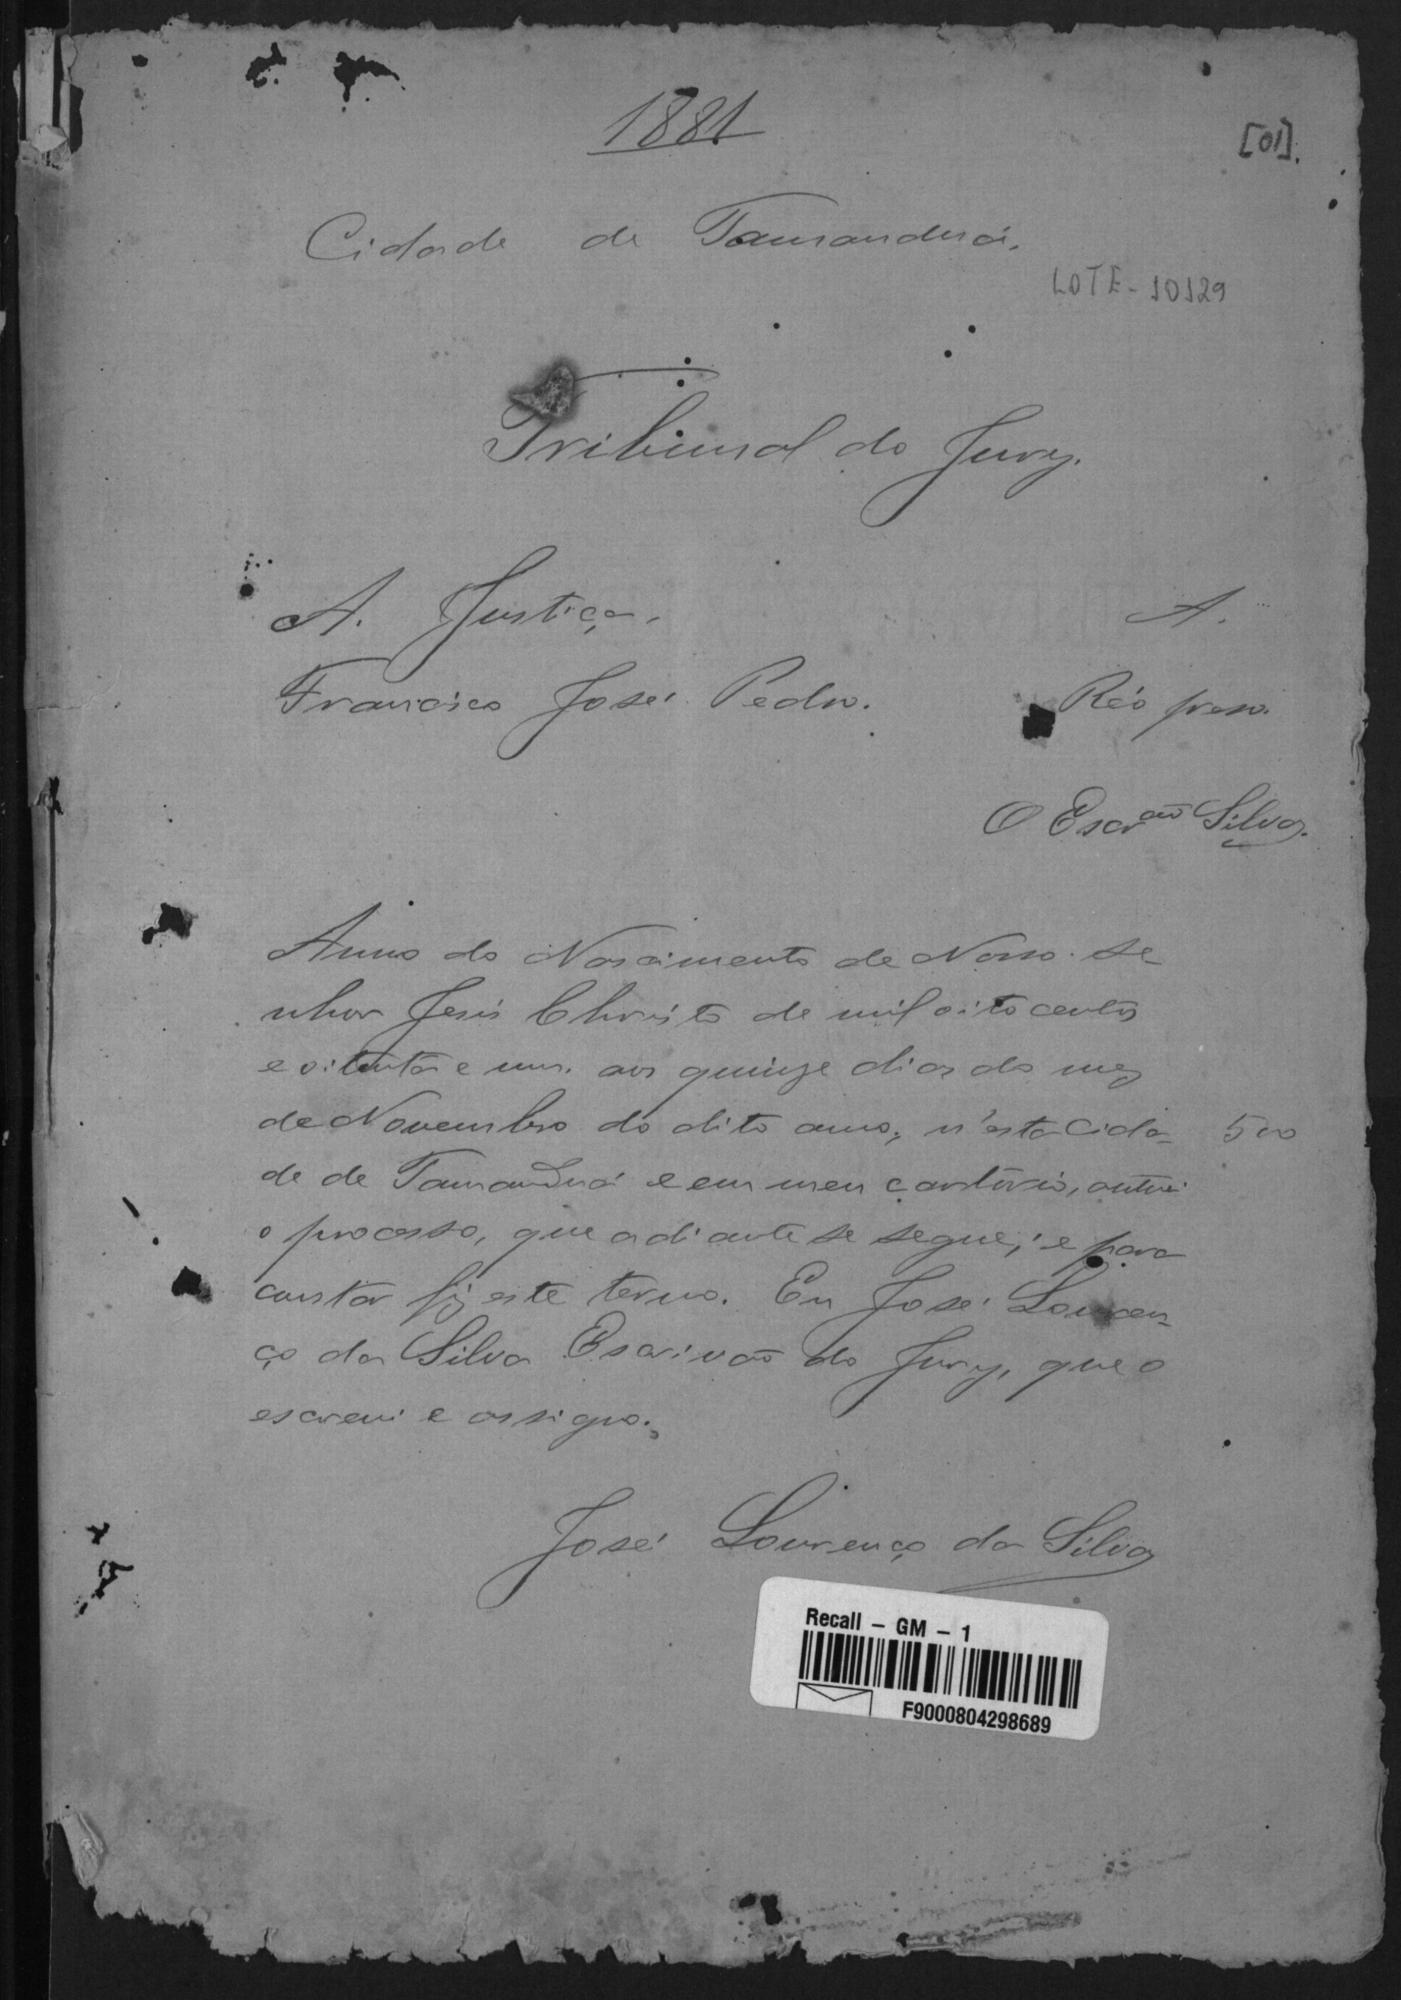 1881
[01].
Cidade de Tamanduá.
LOTE - 10129
Tribunal do Jury.
A. Justiça. A.
Francisco José Pedro. Réo preso.
O Escr.ão Silva.
Anno do Nascimento de Nosso Se
nhor Jesús Christo de mil oito centos
e oitenta e um. aos quinze dias do mez
de Novembro do dito anno, n'esta Cida- 500
de de Tamanduá e em meu cartorio, autuei
o processo, que adiante se segue; e para
constar fiz este termo. Eu José Louren-
ço da Silva Escrivão do Jury, que o
escrevi e assigno.
José Lourenço da Silva
Recall - GM - 1
F9000804298689